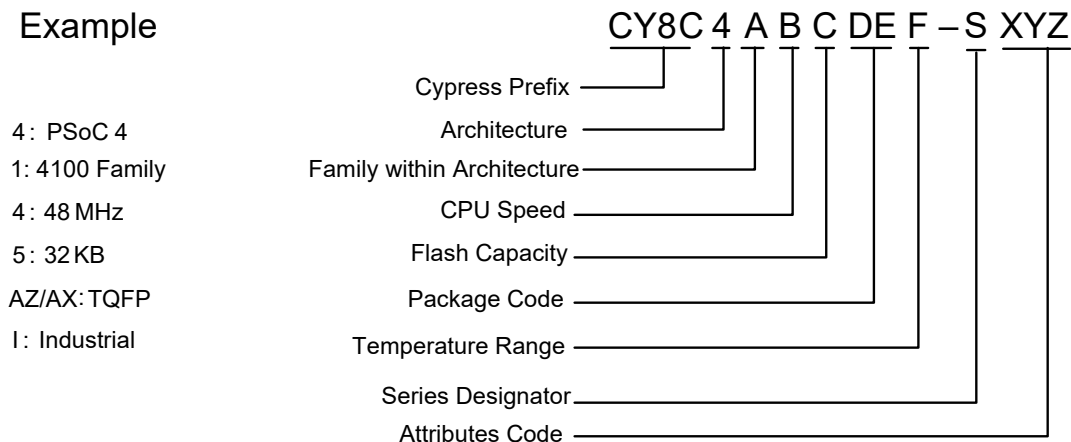 Example CY8C 4 A B C DE F – S XYZ
Cypress Prefix
4: PSoC 4 Architecture
1: 4100 Family Family within Architecture
4: 48 MHz CPU Speed
5: 32 KB Flash Capacity
AZ/AX: TQFP Package Code
I: Industrial Temperature Range
Series Designator
Attributes Code